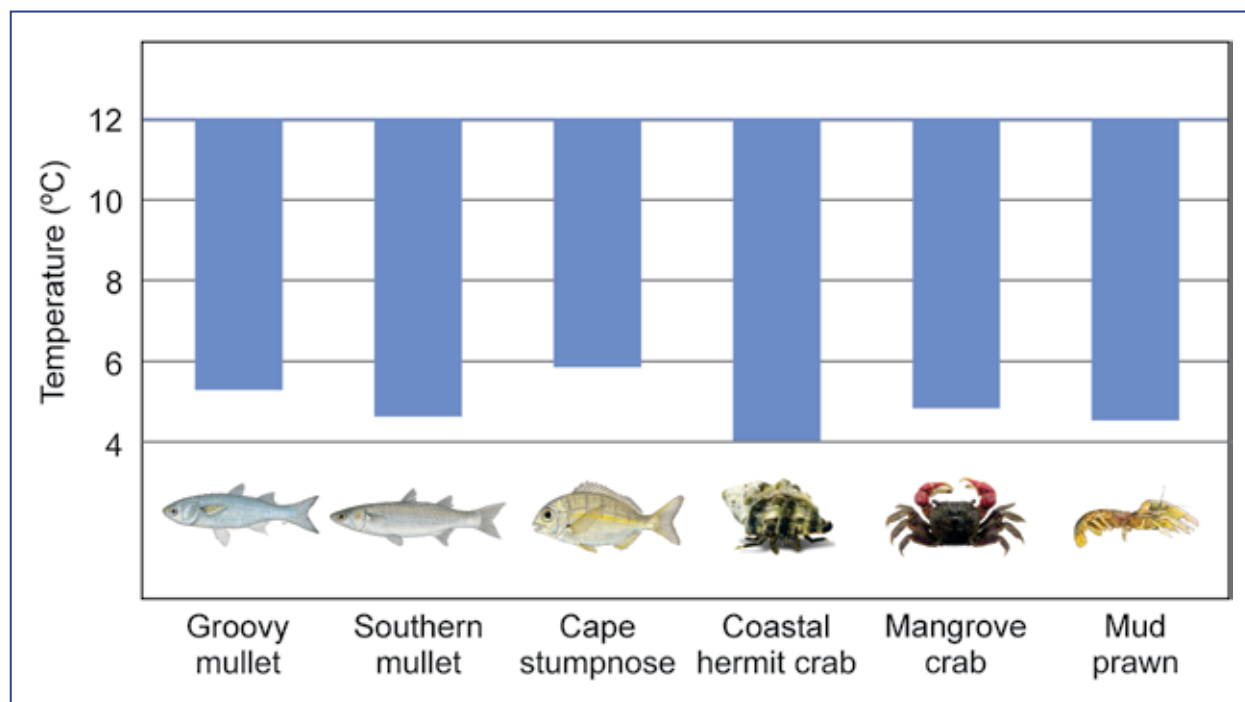 Temperature (ºC)
12
10
8
6
4
Groovy
mullet
Southern
mullet
Cape
stumpnose
Coastal
hermit crab
Mangrove
crab
Mud
prawn